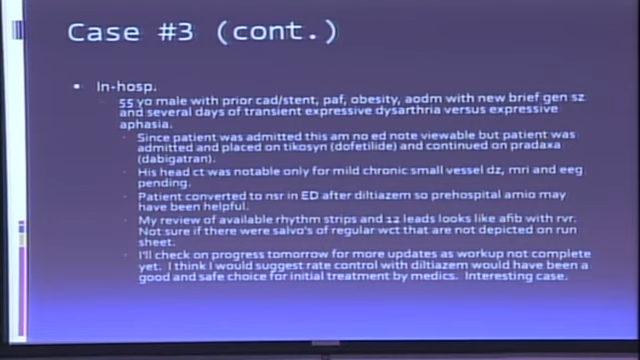 Case #3 (cont.)
In-hosp.
55 yo male with prior cad/stent, paf, obesity, aodm with new brief gen sz
and several days of transient expressive dysarthria versus expressive
aphasia.
Since patient was admitted this am no ed note viewable but patient was
admitted and placed on tikosyn (dofetilide) and continued on pradaxa
(dabigatran).
His head ct was notable only for mild chronic small vessel dz, mri and eeg
pending.
Patient converted to nsr in ED after diltiazem so prehospital amio may
have been helpful.
My review of available rhythm strips and 12 leads looks like afib with rvr.
Not sure if there were salvo's of regular wct that are not depicted on run
sheet.
I'll check on progress tomorrow for more updates as workup not complete
yet. I think I would suggest rate control with diltiazem would have been a
good and safe choice for initial treatment by medics. Interesting case.